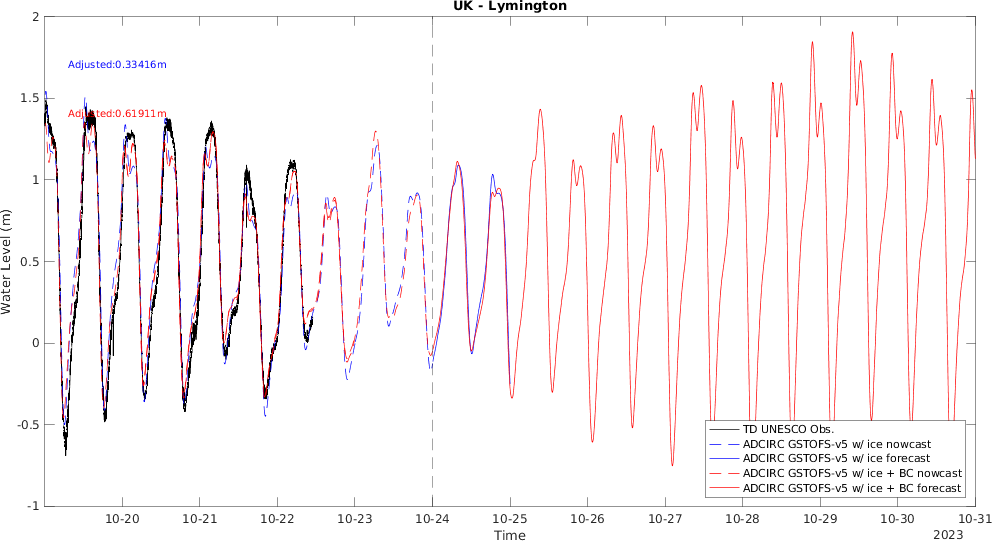 UK - Lymington
Adjusted:0.33416m
Adjusted:0.61911m
Water Level (m)
2
1.5
1
0.5
0
-0.5
-1
TD UNESCO Obs.
ADCIRC GSTOFS-v5 w/ ice nowcast
ADCIRC GSTOFS-v5 w/ ice forecast
ADCIRC GSTOFS-v5 w/ ice + BC nowcast
ADCIRC GSTOFS-v5 w/ ice + BC forecast
10-20 10-21 10-22 10-23 10-24 10-25 10-26 10-27 10-28 10-29 10-30 10-31
Time
2023